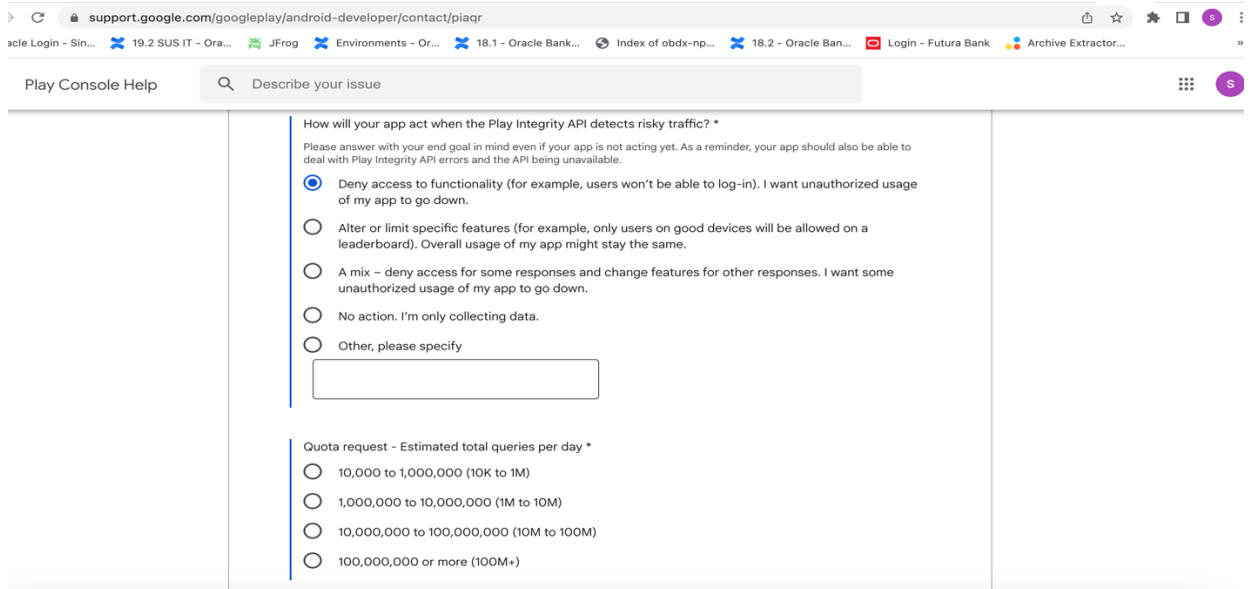 support.google.com/googleplay/android-developer/contact/piaqr
acle Login - Sin... 19.2 SUS IT - Ora... JFrog Environments - Or... 18.1 - Oracle Bank... Index of obdx-np... 18.2 - Oracle Ban... Login - Futura Bank Archive Extractor... »
Play Console Help Describe your issue S
How will your app act when the Play Integrity API detects risky traffic? *
Please answer with your end goal in mind even if your app is not acting yet. As a reminder, your app should also be able to
deal with Play Integrity API errors and the API being unavailable.
Deny access to functionality (for example, users won't be able to log-in). I want unauthorized usage
of my app to go down.
Alter or limit specific features (for example, only users on good devices will be allowed on a
leaderboard). Overall usage of my app might stay the same.
A mix – deny access for some responses and change features for other responses. I want some
unauthorized usage of my app to go down.
No action. I'm only collecting data.
Other, please specify
Quota request - Estimated total queries per day *
10,000 to 1,000,000 (10K to 1M)
1,000,000 to 10,000,000 (1M to 10M)
10,000,000 to 100,000,000 (10M to 100M)
100,000,000 or more (100M+)